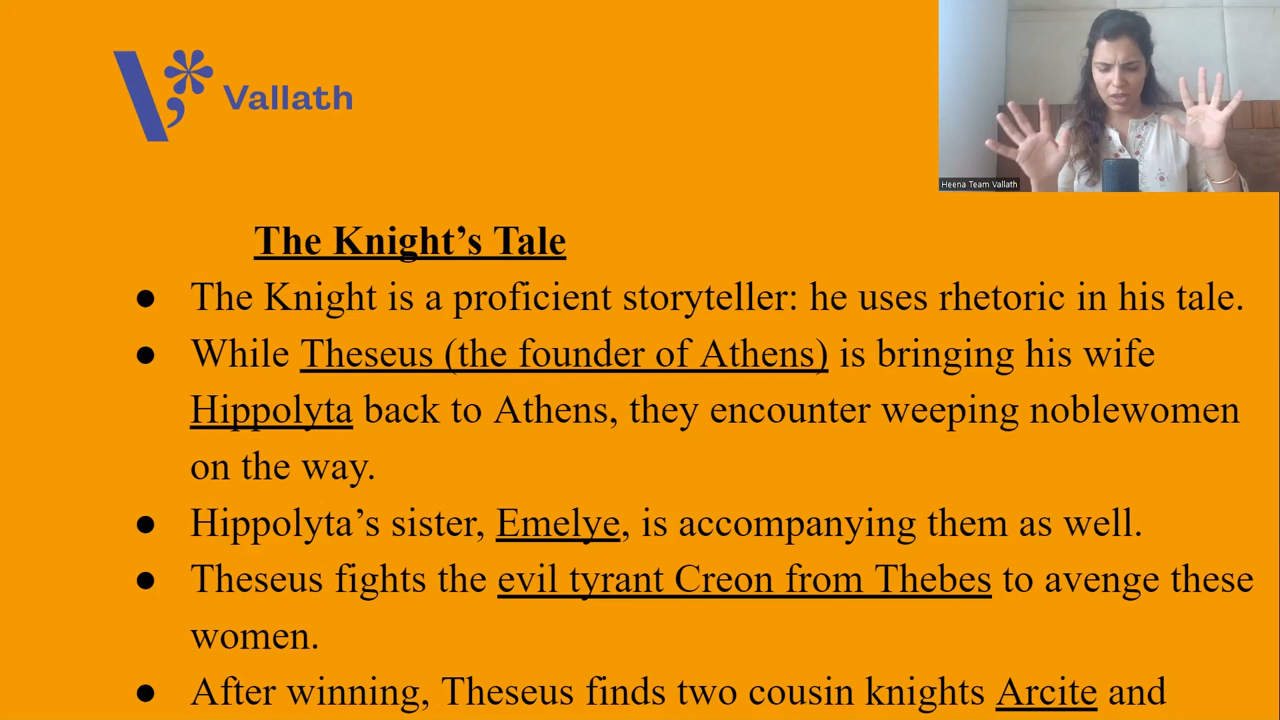 Vallath
Heena Team Vallath
The Knight’s Tale
● The Knight is a proficient storyteller: he uses rhetoric in his tale.
● While Theseus (the founder of Athens) is bringing his wife
Hippolyta back to Athens, they encounter weeping noblewomen
on the way.
● Hippolyta’s sister, Emelye, is accompanying them as well.
● Theseus fights the evil tyrant Creon from Thebes to avenge these
women.
● After winning, Theseus finds two cousin knights Arcite and